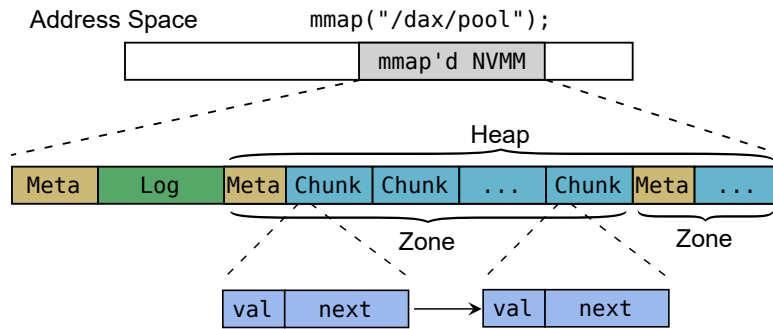 Address Space mmap("/dax/pool");
mmap'd NVMM
Heap
Meta Log Meta Chunk Chunk ... Chunk Meta ...
Zone Zone
val next val next